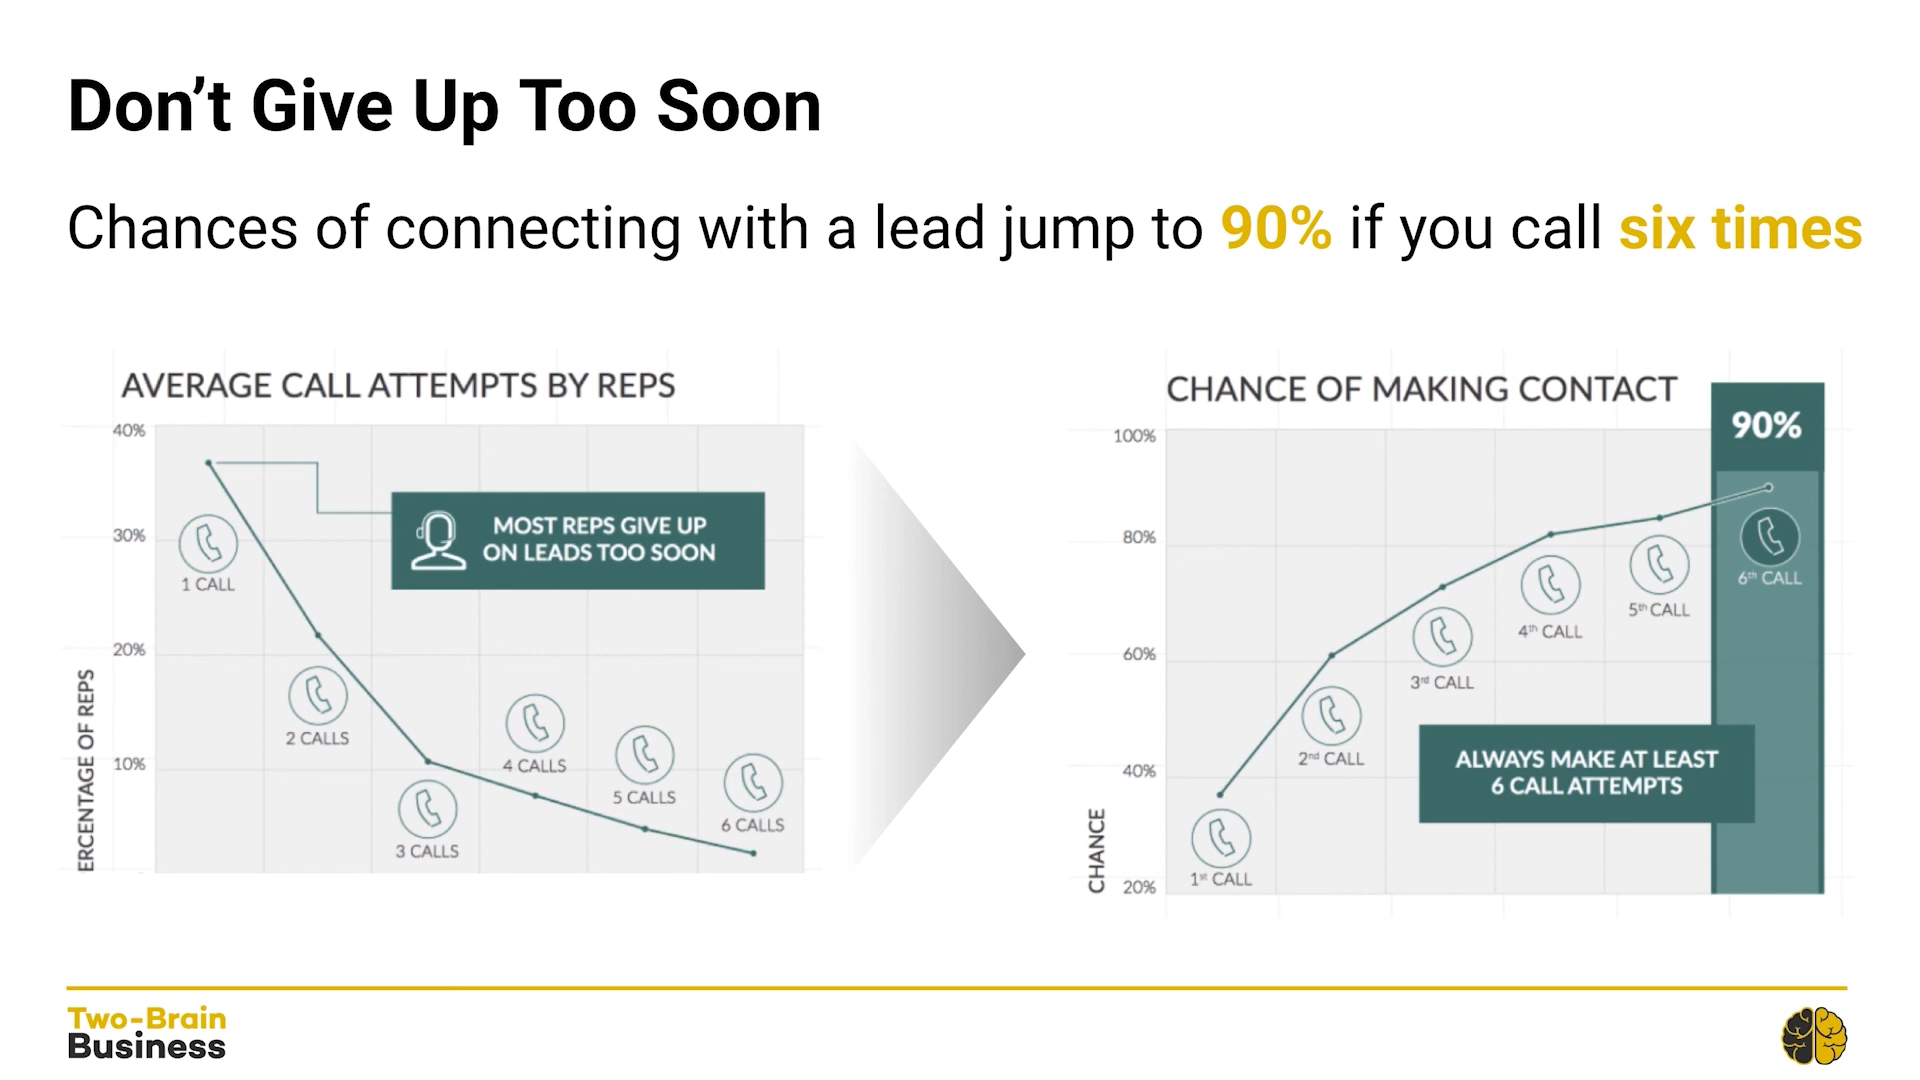 Don’t Give Up Too Soon
Chances of connecting with a lead jump to 90% if you call six times
AVERAGE CALL ATTEMPTS BY REPS
40%
30%
20%
10%
ERCENTAGE OF REPS
MOST REPS GIVE UP
ON LEADS TOO SOON
1 CALL
2 CALLS
3 CALLS
4 CALLS
5 CALLS
6 CALLS
CHANCE OF MAKING CONTACT
90%
100%
80%
60%
40%
20%
CHANCE
1st CALL
2nd CALL
3rd CALL
4th CALL
5th CALL
6th CALL
ALWAYS MAKE AT LEAST
6 CALL ATTEMPTS
Two-Brain
Business